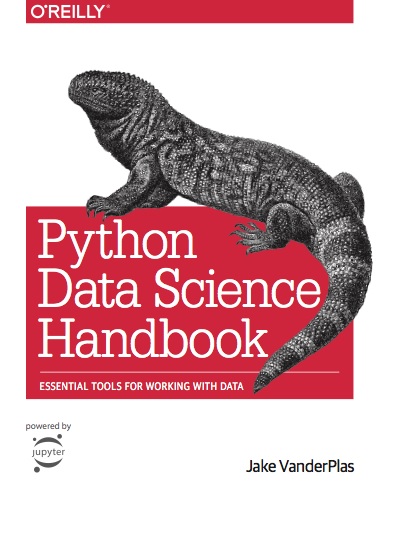 O'REILLY®
Python
Data Science
Handbook
ESSENTIAL TOOLS FOR WORKING WITH DATA
powered by
jupyter
Jake VanderPlas